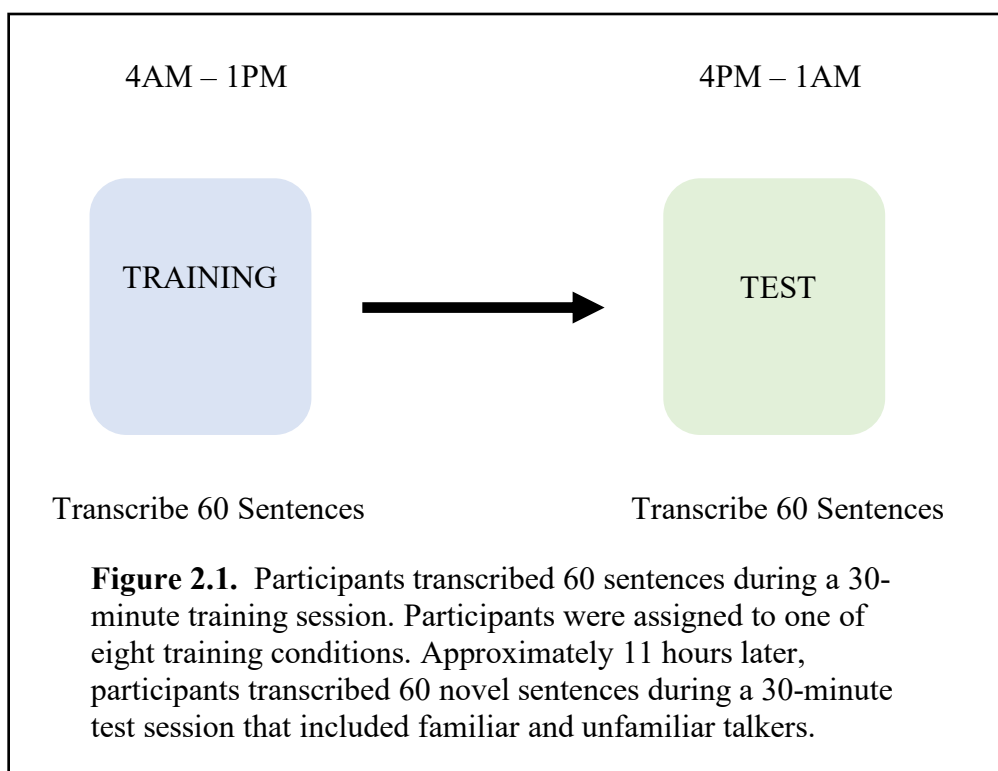 4AM – 1PM
4PM – 1AM
TRAINING
TEST
Transcribe 60 Sentences
Transcribe 60 Sentences
Figure 2.1.  Participants transcribed 60 sentences during a 30-
minute training session. Participants were assigned to one of
eight training conditions. Approximately 11 hours later,
participants transcribed 60 novel sentences during a 30-minute
test session that included familiar and unfamiliar talkers.